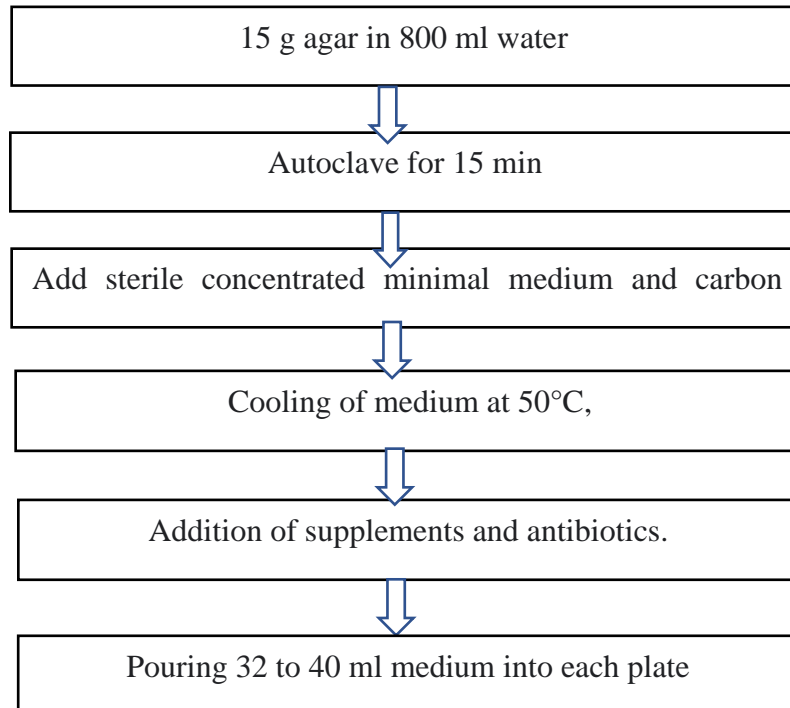 15 g agar in 800 ml water
Autoclave for 15 min
Add sterile concentrated minimal medium and carbon
Cooling of medium at 50°C,
Addition of supplements and antibiotics.
Pouring 32 to 40 ml medium into each plate